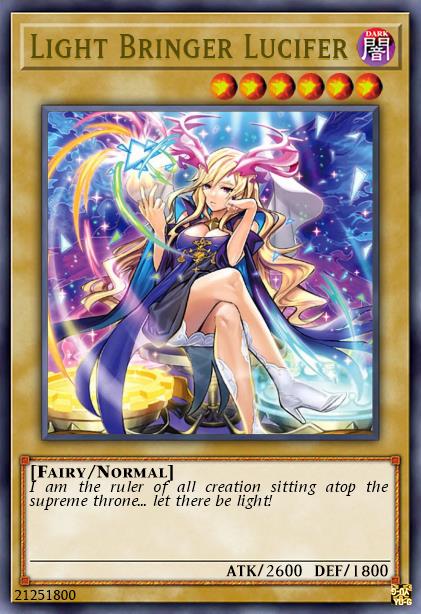 Light Bringer Lucifer
DARK
闇
[Fairy/Normal]
I am the ruler of all creation sitting atop the
supreme throne... let there be light!
ATK/2600 DEF/1800
21251800